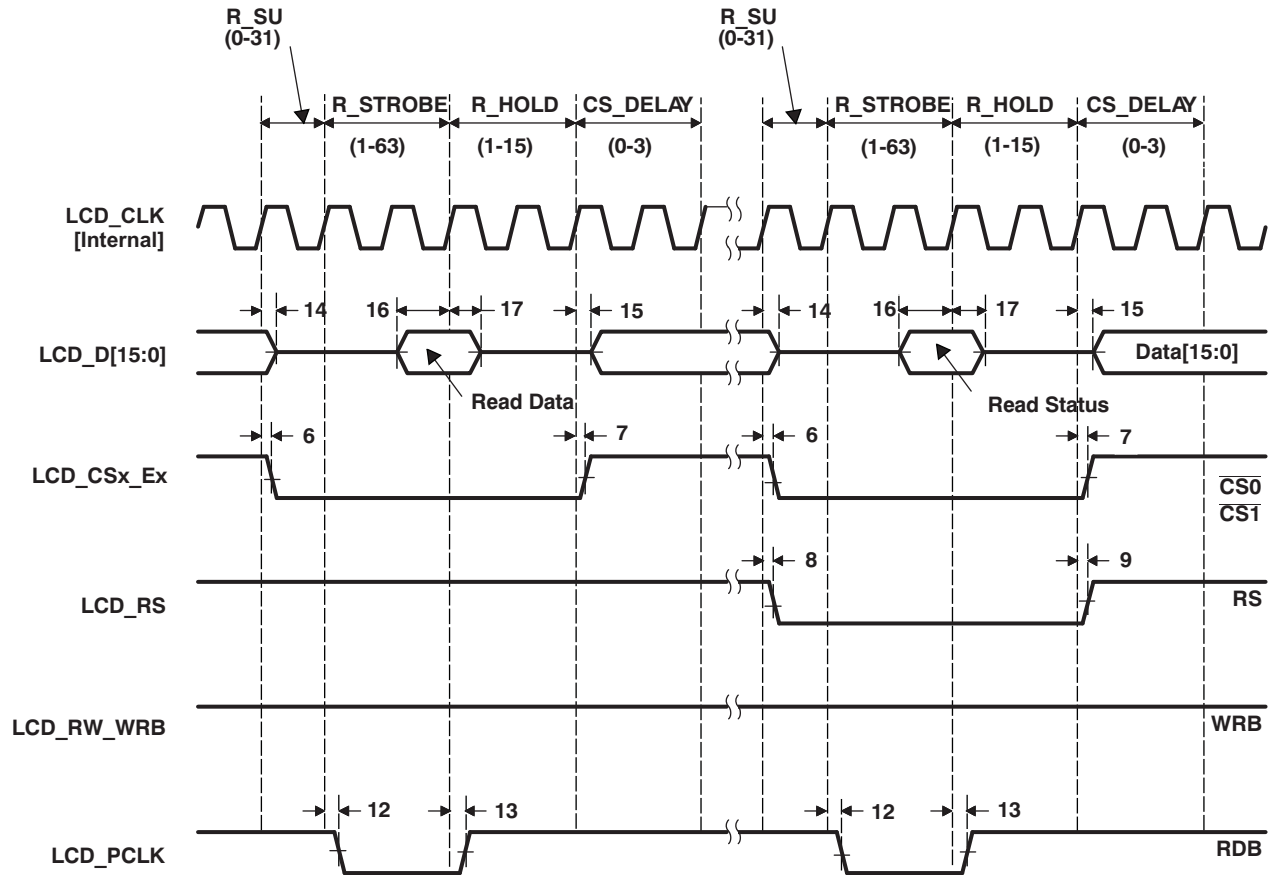 R_SU
(0-31)
R_SU
(0-31)
R_STROBE R_HOLD CS_DELAY
R_STROBE R_HOLD CS_DELAY
(1-63) (1-15) (0-3)
(1-63) (1-15) (0-3)
LCD_CLK
[Internal]
14 16 17 15
14 16 17 15
LCD_D[15:0]
Data[15:0]
Read Data
Read Status
6 7 6 7
LCD_CSx_Ex
CS0
CS1
8 9
LCD_RS
RS
LCD_RW_WRB
WRB
12 13 12 13
LCD_PCLK
RDB